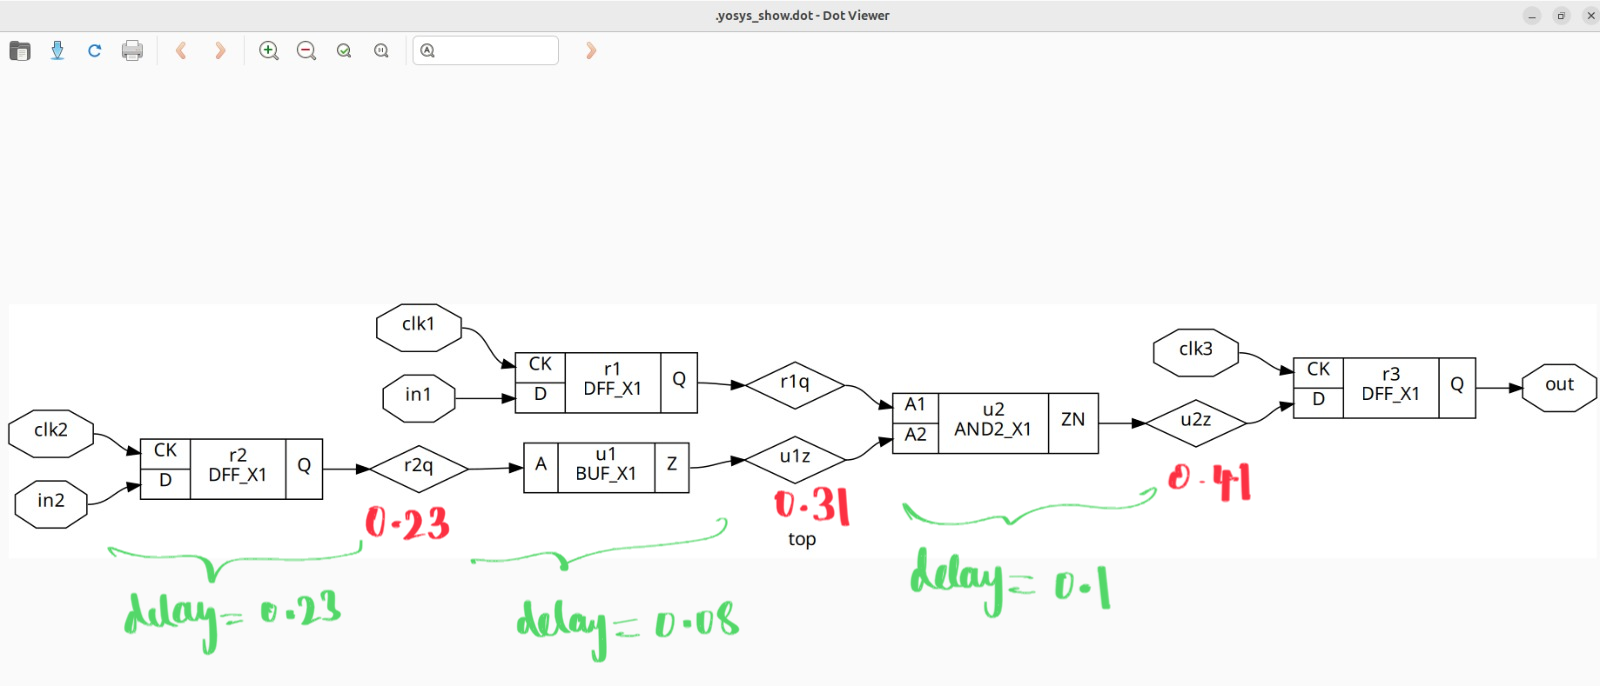 .yosys_show.dot - Dot Viewer
clk1
CK
D
r1
DFF_X1
Q
in1
r1q
clk2
CK
D
r2
DFF_X1
Q
in2
r2q
A
u1
BUF_X1
Z
u1z
A1
A2
u2
AND2_X1
ZN
u2z
clk3
CK
D
r3
DFF_X1
Q
out
0.23
0.31
0.41
top
delay= 0.23
delay= 0.08
delay= 0.1